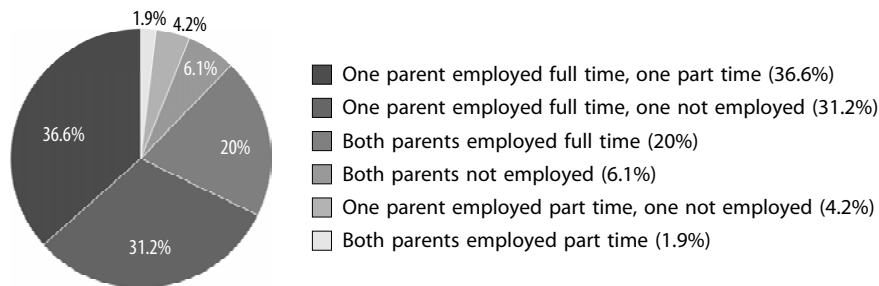 1.9%
4.2%
6.1%
36.6%
20%
31.2%
One parent employed full time, one part time (36.6%)
One parent employed full time, one not employed (31.2%)
Both parents employed full time (20%)
Both parents not employed (6.1%)
One parent employed part time, one not employed (4.2%)
Both parents employed part time (1.9%)